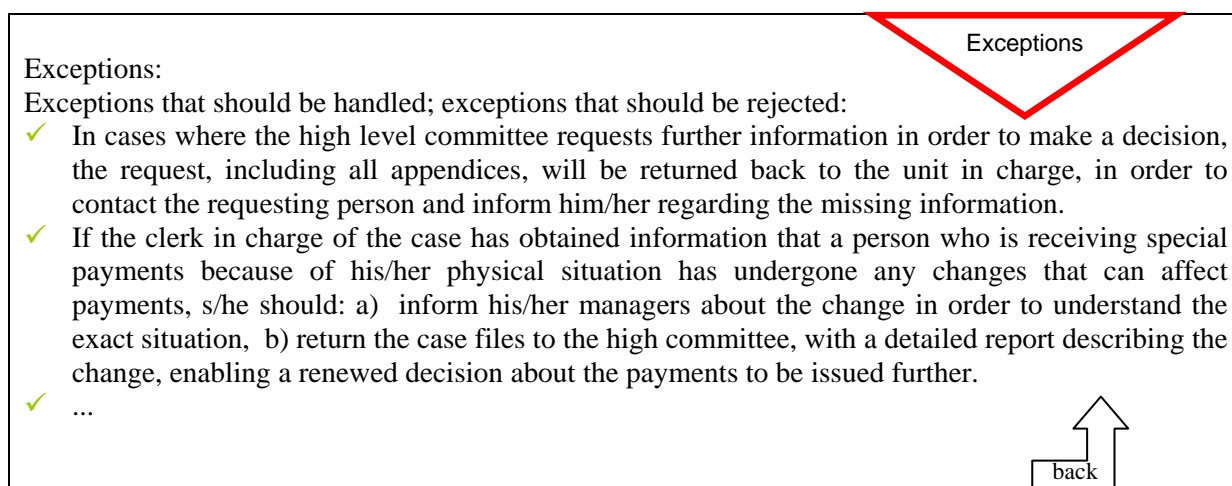 Exceptions
Exceptions:
Exceptions that should be handled; exceptions that should be rejected:
✓ In cases where the high level committee requests further information in order to make a decision,
the request, including all appendices, will be returned back to the unit in charge, in order to
contact the requesting person and inform him/her regarding the missing information.
✓ If the clerk in charge of the case has obtained information that a person who is receiving special
payments because of his/her physical situation has undergone any changes that can affect
payments, s/he should: a) inform his/her managers about the change in order to understand the
exact situation, b) return the case files to the high committee, with a detailed report describing the
change, enabling a renewed decision about the payments to be issued further.
✓ ...
back